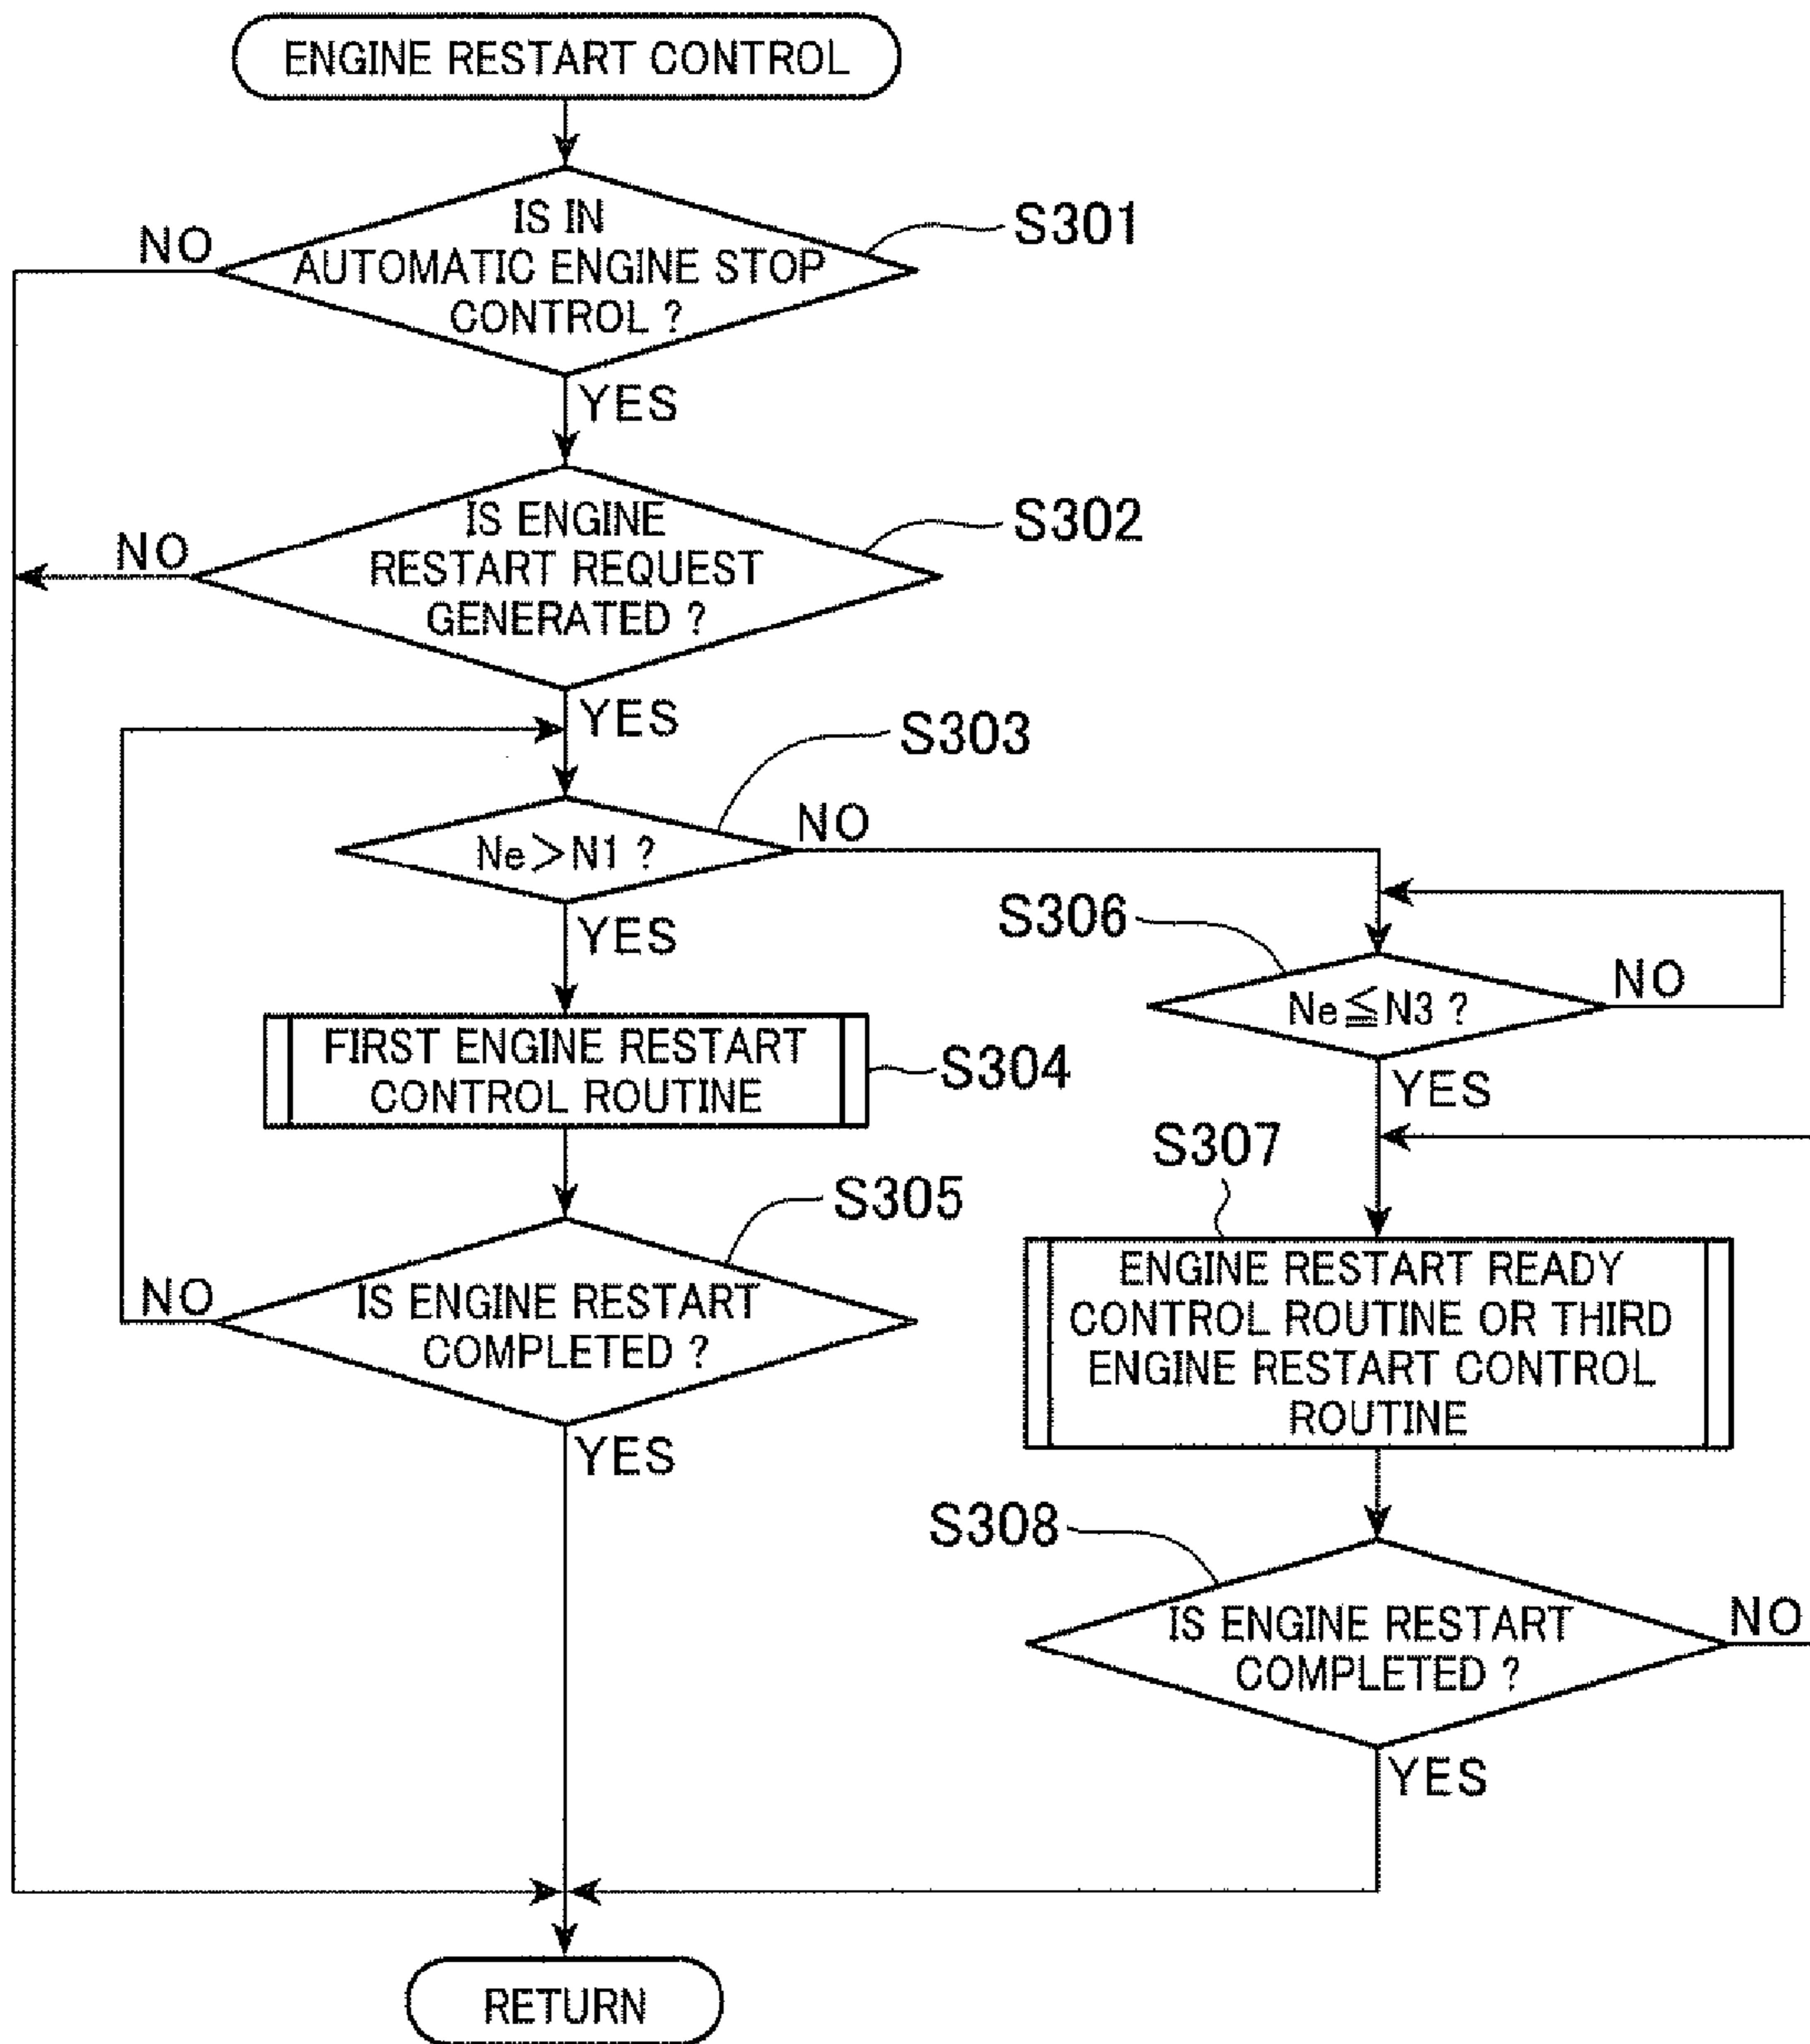 ENGINE RESTART CONTROL
IS IN
AUTOMATIC ENGINE STOP
CONTROL ?
S301
NO
YES
IS ENGINE
RESTART REQUEST
GENERATED ?
S302
NO
YES
Ne>N1 ?
S303
NO
YES
FIRST ENGINE RESTART
CONTROL ROUTINE
S304
IS ENGINE RESTART
COMPLETED ?
S305
NO
YES
Ne≦N3 ?
S306
NO
YES
ENGINE RESTART READY
CONTROL ROUTINE OR THIRD
ENGINE RESTART CONTROL
ROUTINE
S307
IS ENGINE RESTART
COMPLETED ?
S308
NO
YES
RETURN